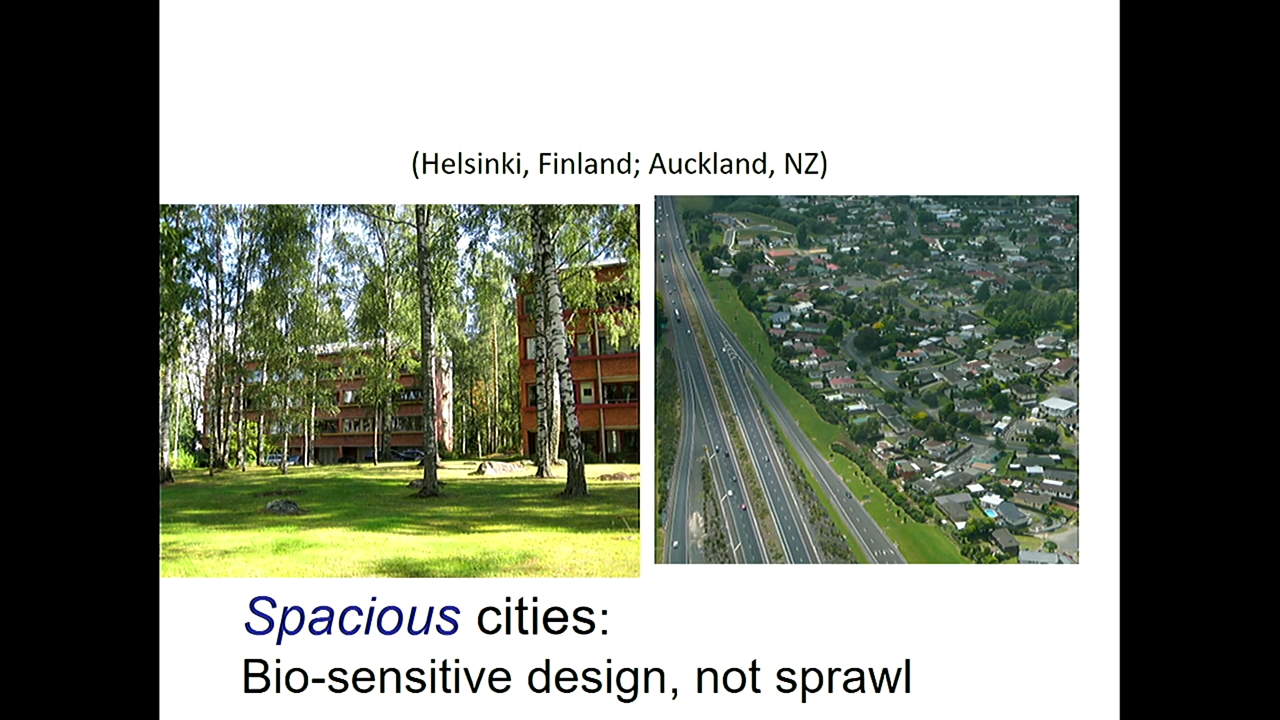 (Helsinki, Finland; Auckland, NZ)
Spacious cities:
Bio-sensitive design, not sprawl